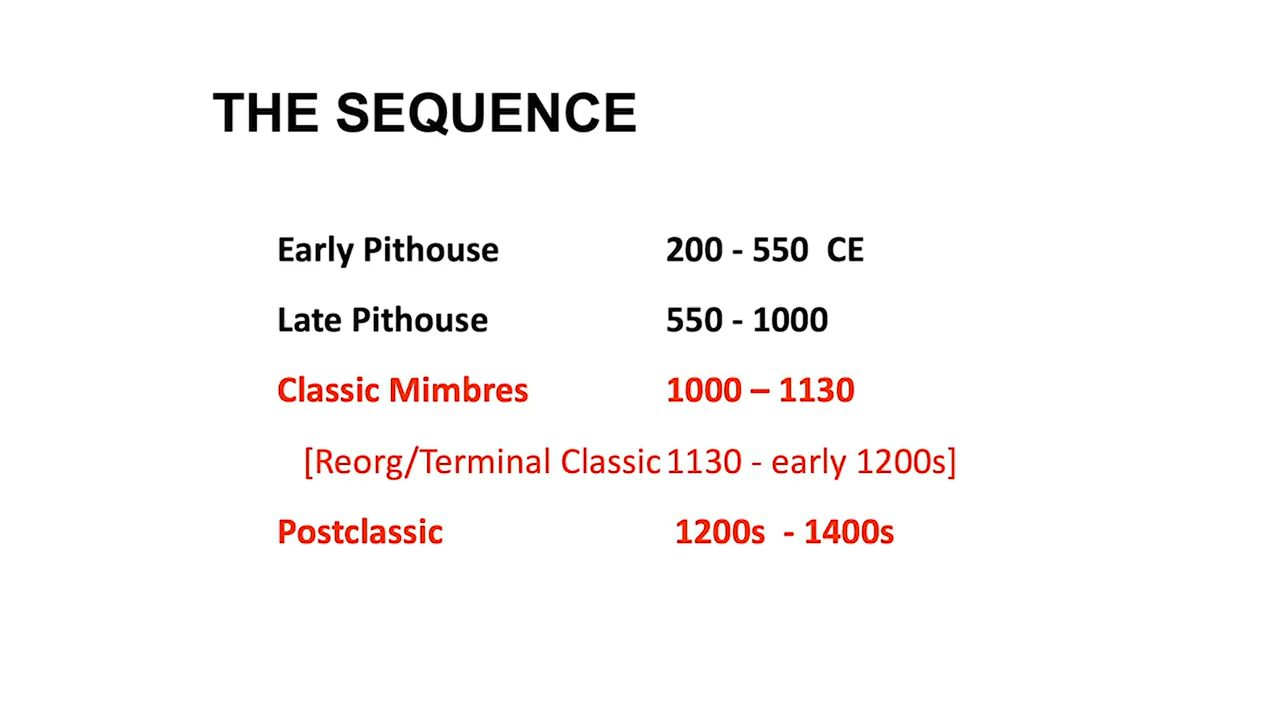 THE SEQUENCE
Early Pithouse 200 - 550 CE
Late Pithouse 550 - 1000
Classic Mimbres 1000 – 1130
[Reorg/Terminal Classic 1130 - early 1200s]
Postclassic 1200s - 1400s